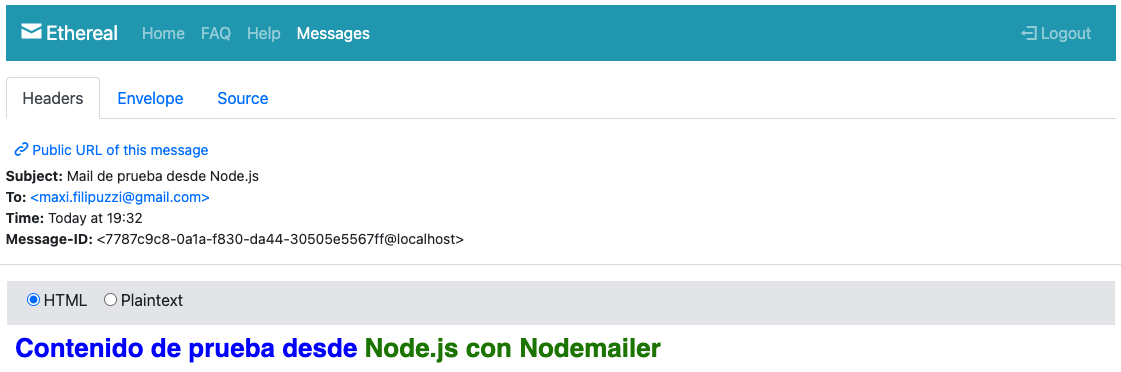 Ethereal Home FAQ Help Messages Logout
Headers Envelope Source
Public URL of this message
Subject: Mail de prueba desde Node.js
To: <maxi.filipuzzi@gmail.com>
Time: Today at 19:32
Message-ID: <7787c9c8-0a1a-f830-da44-30505e5567ff@localhost>
HTML Plaintext
Contenido de prueba desde Node.js con Nodemailer